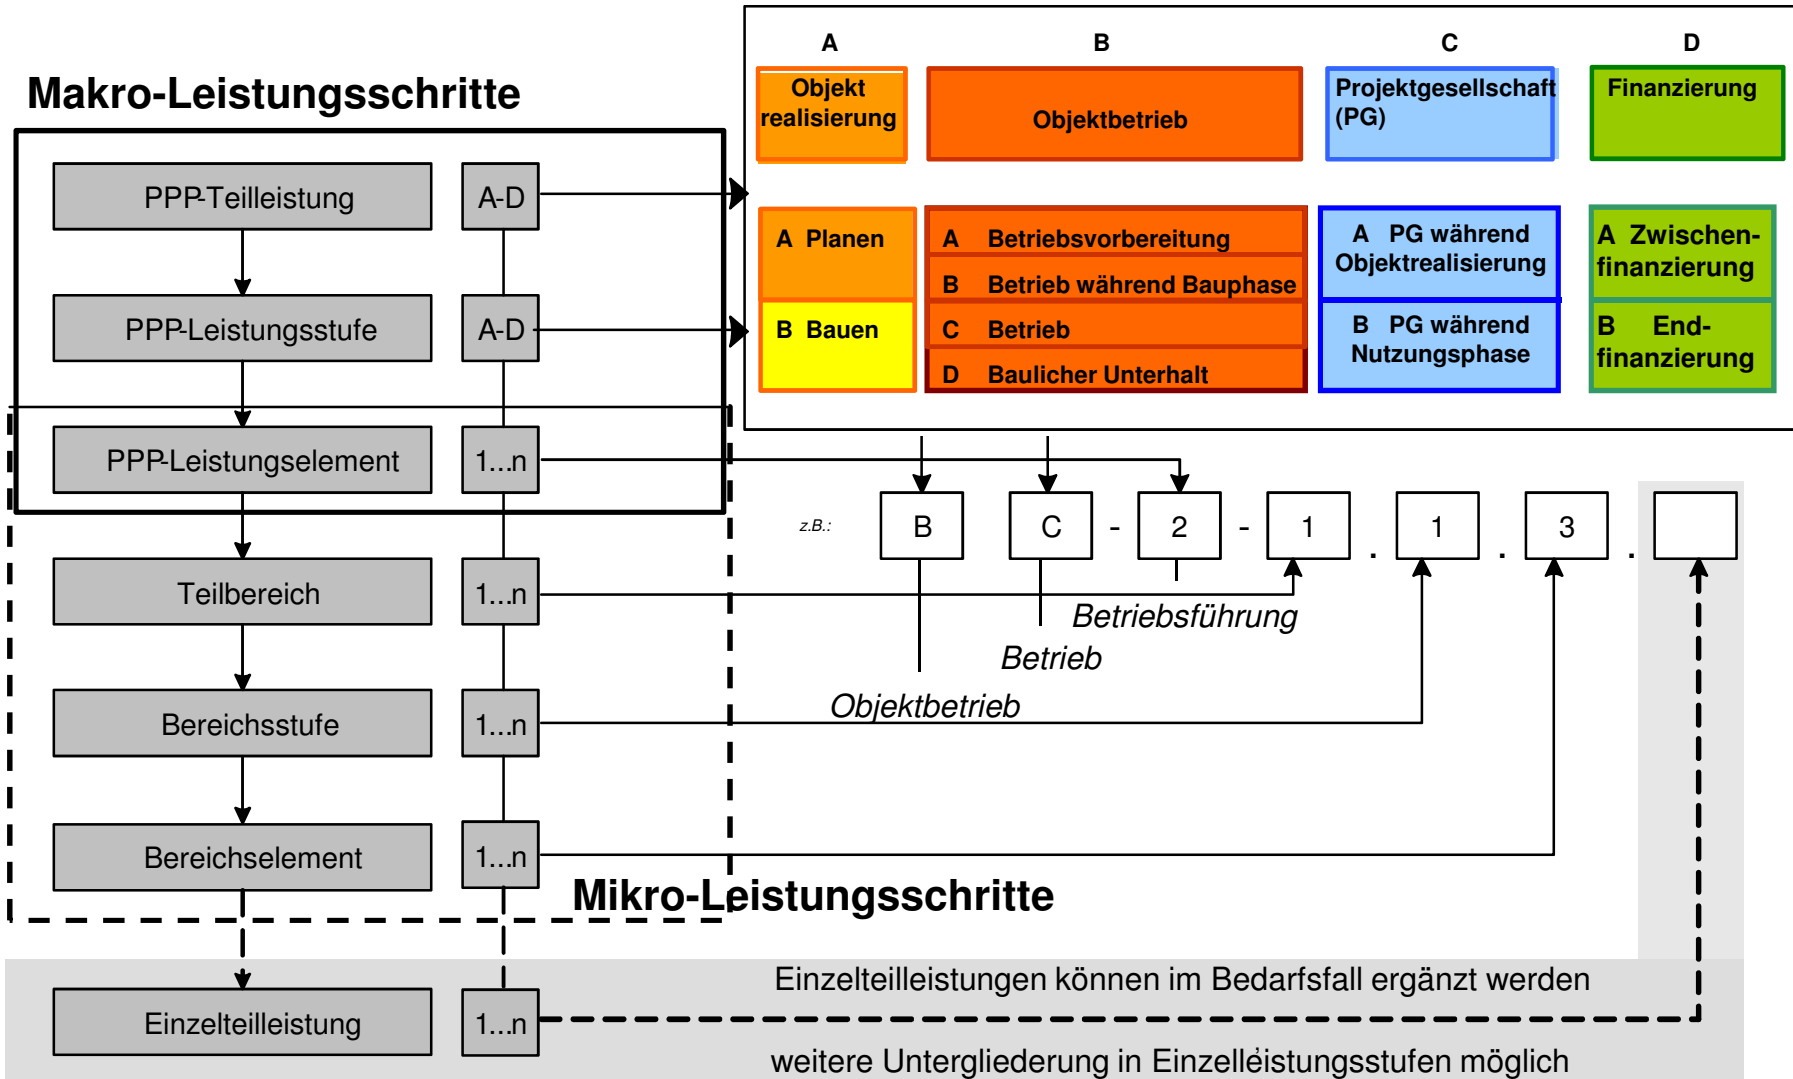 Makro-Leistungsschritte
PPP-Teilleistung
A-D
PPP-Leistungsstufe
A-D
PPP-Leistungselement
1...n
Teilbereich
1...n
Bereichsstufe
1...n
Bereichselement
1...n
Mikro-Leistungsschritte
Einzelteilleistung
1...n
A
B
C
D
Objekt
realisierung
Objektbetrieb
Projektgesellschaft
(PG)
Finanzierung
A Planen
B Bauen
A Betriebsvorbereitung
B Betrieb während Bauphase
C Betrieb
D Baulicher Unterhalt
A PG während
Objektrealisierung
B PG während
Nutzungsphase
A Zwischen-
finanzierung
B End-
finanzierung
z.B.: B C - 2 - 1 . 1 . 3 .
Betriebsführung
Betrieb
Objektbetrieb
Einzelteilleistungen können im Bedarfsfall ergänzt werden
weitere Untergliederung in Einzelleistungsstufen möglich